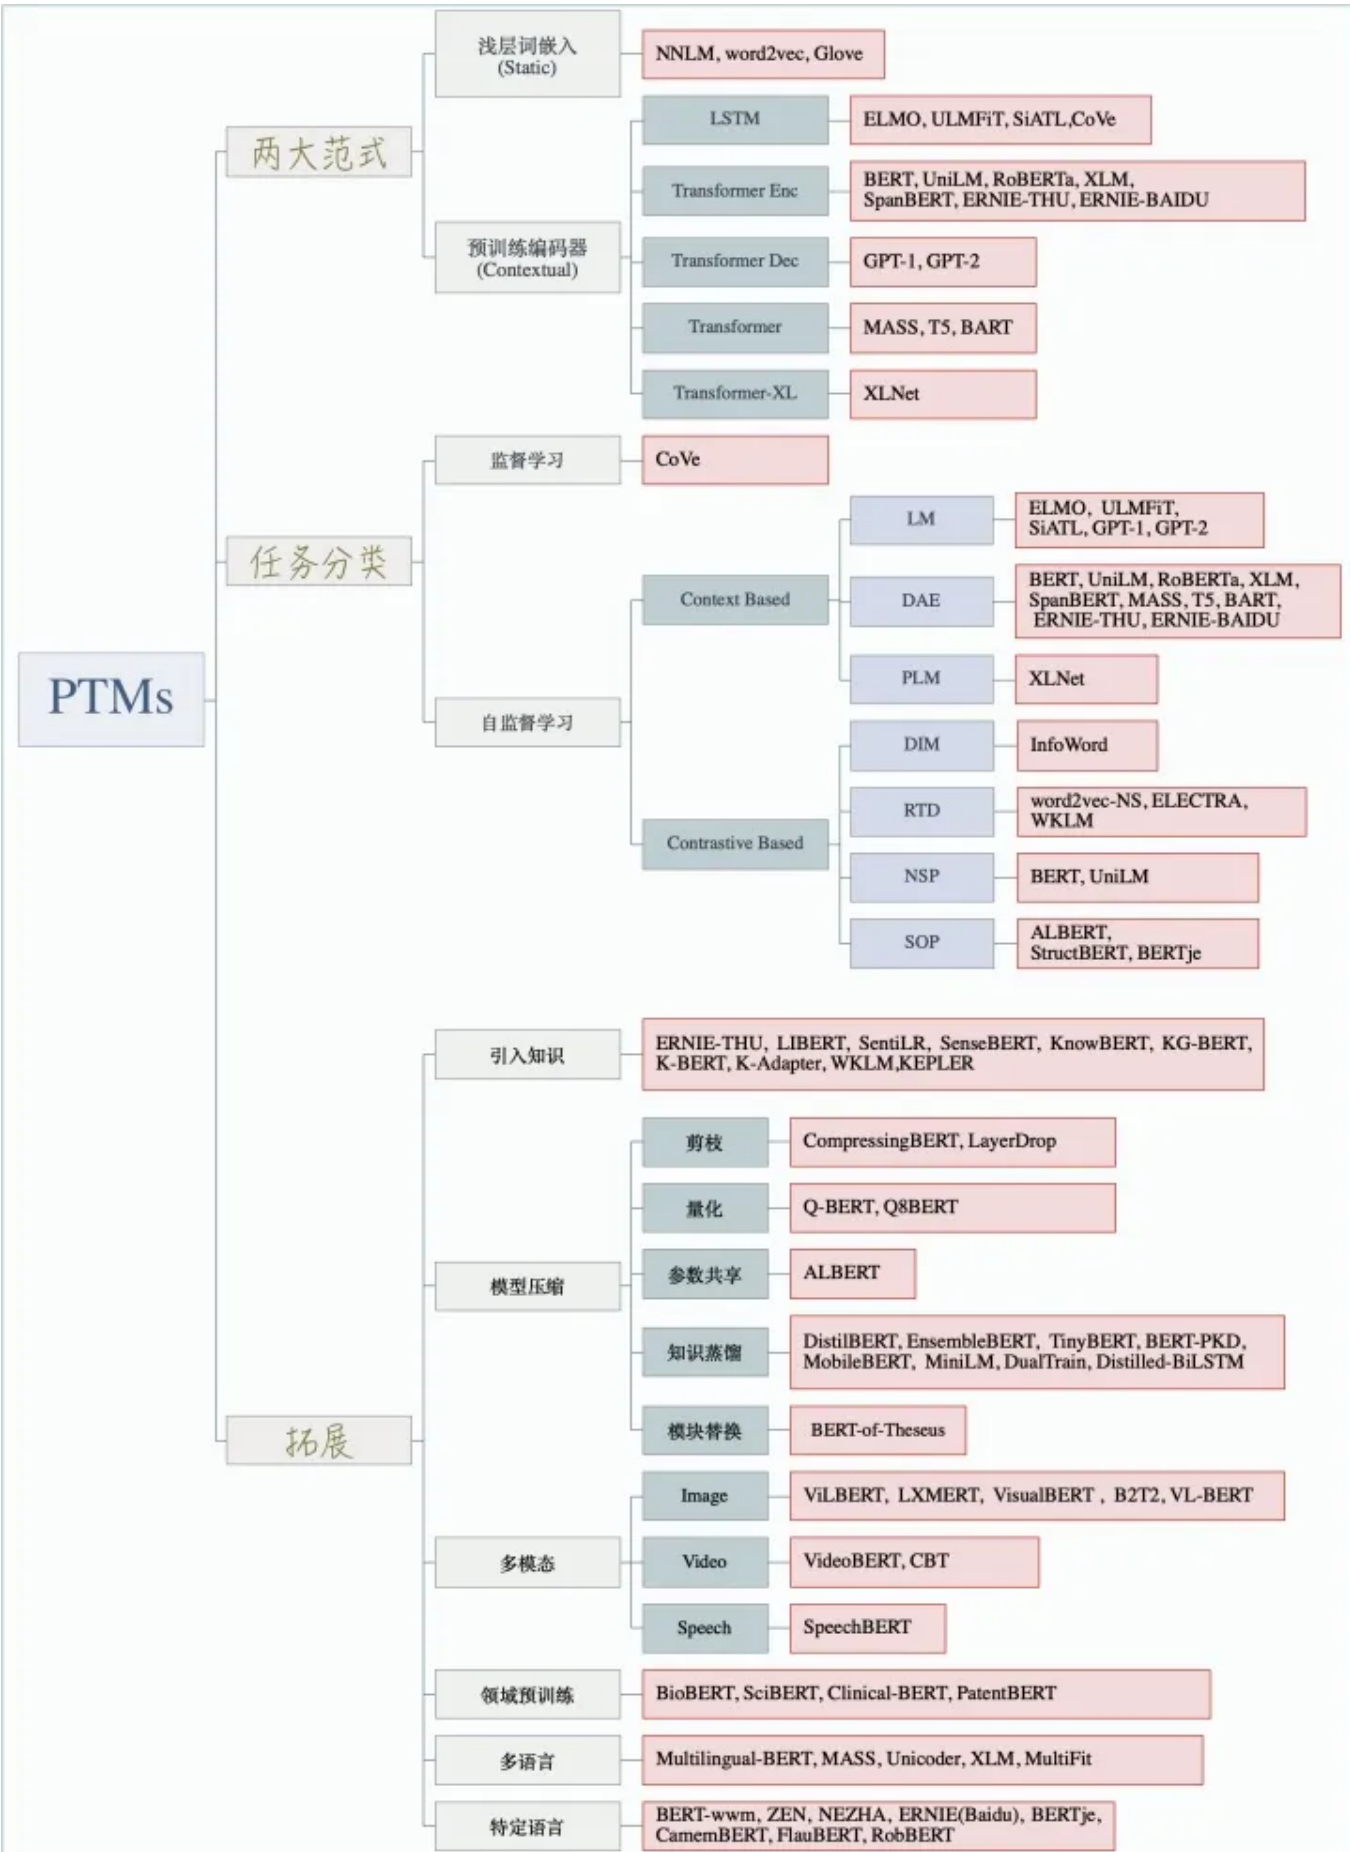 PTMs
两大范式
浅层词嵌入
(Static)
NNLM, word2vec, Glove
预训练编码器
(Contextual)
LSTM
ELMO, ULMFiT, SiATL,CoVe
Transformer Enc
BERT, UniLM, RoBERTa, XLM,
SpanBERT, ERNIE-THU, ERNIE-BAIDU
Transformer Dec
GPT-1, GPT-2
Transformer
MASS, T5, BART
Transformer-XL
XLNet
任务分类
监督学习
CoVe
自监督学习
Context Based
LM
ELMO, ULMFiT,
SiATL, GPT-1, GPT-2
DAE
BERT, UniLM, RoBERTa, XLM,
SpanBERT, MASS, T5, BART,
ERNIE-THU, ERNIE-BAIDU
PLM
XLNet
Contrastive Based
DIM
InfoWord
RTD
word2vec-NS, ELECTRA,
WKLM
NSP
BERT, UniLM
SOP
ALBERT,
StructBERT, BERTje
拓展
引入知识
ERNIE-THU, LIBERT, SentiLR, SenseBERT, KnowBERT, KG-BERT,
K-BERT, K-Adapter, WKLM,KEPLER
模型压缩
剪枝
CompressingBERT, LayerDrop
量化
Q-BERT, Q8BERT
参数共享
ALBERT
知识蒸馏
DistilBERT, EnsembleBERT, TinyBERT, BERT-PKD,
MobileBERT, MiniLM, DualTrain, Distilled-BiLSTM
模块替换
BERT-of-Theseus
多模态
Image
ViLBERT, LXMERT, VisualBERT , B2T2, VL-BERT
Video
VideoBERT, CBT
Speech
SpeechBERT
领域预训练
BioBERT, SciBERT, Clinical-BERT, PatentBERT
多语言
Multilingual-BERT, MASS, Unicoder, XLM, MultiFit
特定语言
BERT-wwm, ZEN, NEZHA, ERNIE(Baidu), BERTje,
CamemBERT, FlauBERT, RobBERT